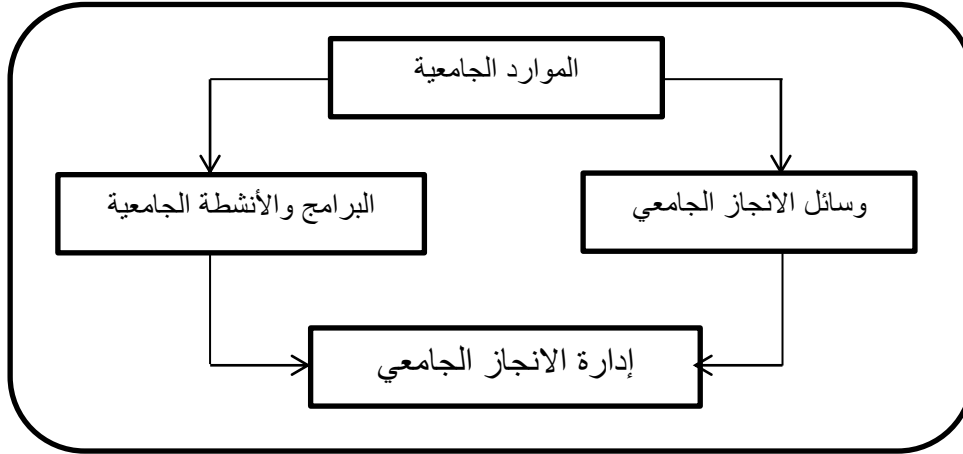 الموارد الجامعية
وسائل الانجاز الجامعي
البرامج والأنشطة الجامعية
إدارة الانجاز الجامعي